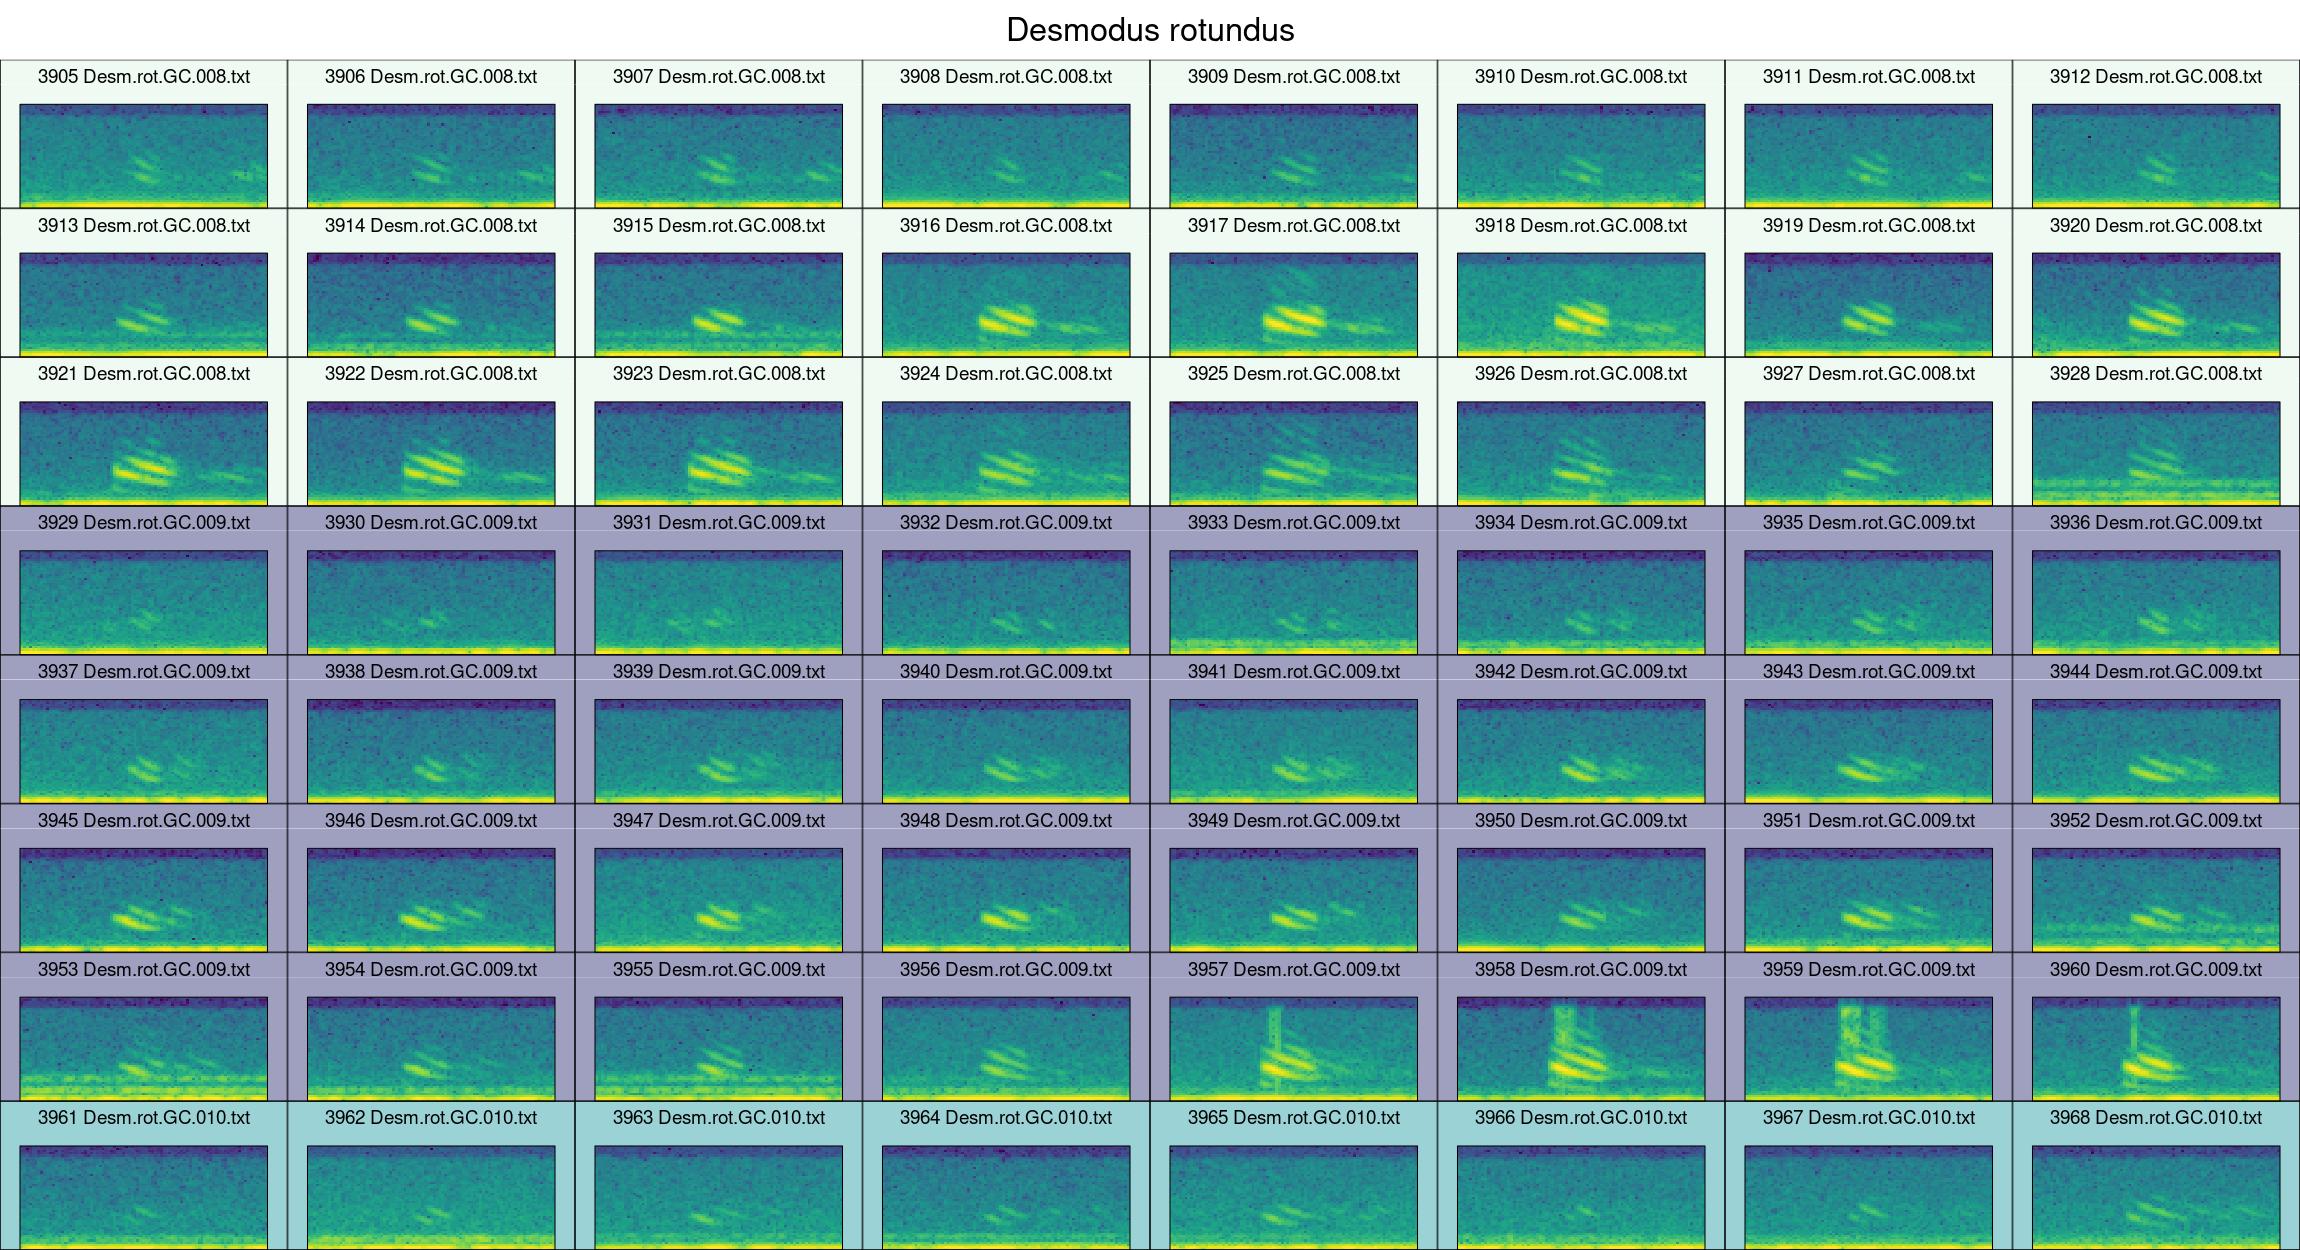 Desmodus rotundus
3905 Desm.rot.GC.008.txt 3906 Desm.rot.GC.008.txt 3907 Desm.rot.GC.008.txt 3908 Desm.rot.GC.008.txt 3909 Desm.rot.GC.008.txt 3910 Desm.rot.GC.008.txt 3911 Desm.rot.GC.008.txt 3912 Desm.rot.GC.008.txt
3913 Desm.rot.GC.008.txt 3914 Desm.rot.GC.008.txt 3915 Desm.rot.GC.008.txt 3916 Desm.rot.GC.008.txt 3917 Desm.rot.GC.008.txt 3918 Desm.rot.GC.008.txt 3919 Desm.rot.GC.008.txt 3920 Desm.rot.GC.008.txt
3921 Desm.rot.GC.008.txt 3922 Desm.rot.GC.008.txt 3923 Desm.rot.GC.008.txt 3924 Desm.rot.GC.008.txt 3925 Desm.rot.GC.008.txt 3926 Desm.rot.GC.008.txt 3927 Desm.rot.GC.008.txt 3928 Desm.rot.GC.008.txt
3929 Desm.rot.GC.009.txt 3930 Desm.rot.GC.009.txt 3931 Desm.rot.GC.009.txt 3932 Desm.rot.GC.009.txt 3933 Desm.rot.GC.009.txt 3934 Desm.rot.GC.009.txt 3935 Desm.rot.GC.009.txt 3936 Desm.rot.GC.009.txt
3937 Desm.rot.GC.009.txt 3938 Desm.rot.GC.009.txt 3939 Desm.rot.GC.009.txt 3940 Desm.rot.GC.009.txt 3941 Desm.rot.GC.009.txt 3942 Desm.rot.GC.009.txt 3943 Desm.rot.GC.009.txt 3944 Desm.rot.GC.009.txt
3945 Desm.rot.GC.009.txt 3946 Desm.rot.GC.009.txt 3947 Desm.rot.GC.009.txt 3948 Desm.rot.GC.009.txt 3949 Desm.rot.GC.009.txt 3950 Desm.rot.GC.009.txt 3951 Desm.rot.GC.009.txt 3952 Desm.rot.GC.009.txt
3953 Desm.rot.GC.009.txt 3954 Desm.rot.GC.009.txt 3955 Desm.rot.GC.009.txt 3956 Desm.rot.GC.009.txt 3957 Desm.rot.GC.009.txt 3958 Desm.rot.GC.009.txt 3959 Desm.rot.GC.009.txt 3960 Desm.rot.GC.009.txt
3961 Desm.rot.GC.010.txt 3962 Desm.rot.GC.010.txt 3963 Desm.rot.GC.010.txt 3964 Desm.rot.GC.010.txt 3965 Desm.rot.GC.010.txt 3966 Desm.rot.GC.010.txt 3967 Desm.rot.GC.010.txt 3968 Desm.rot.GC.010.txt